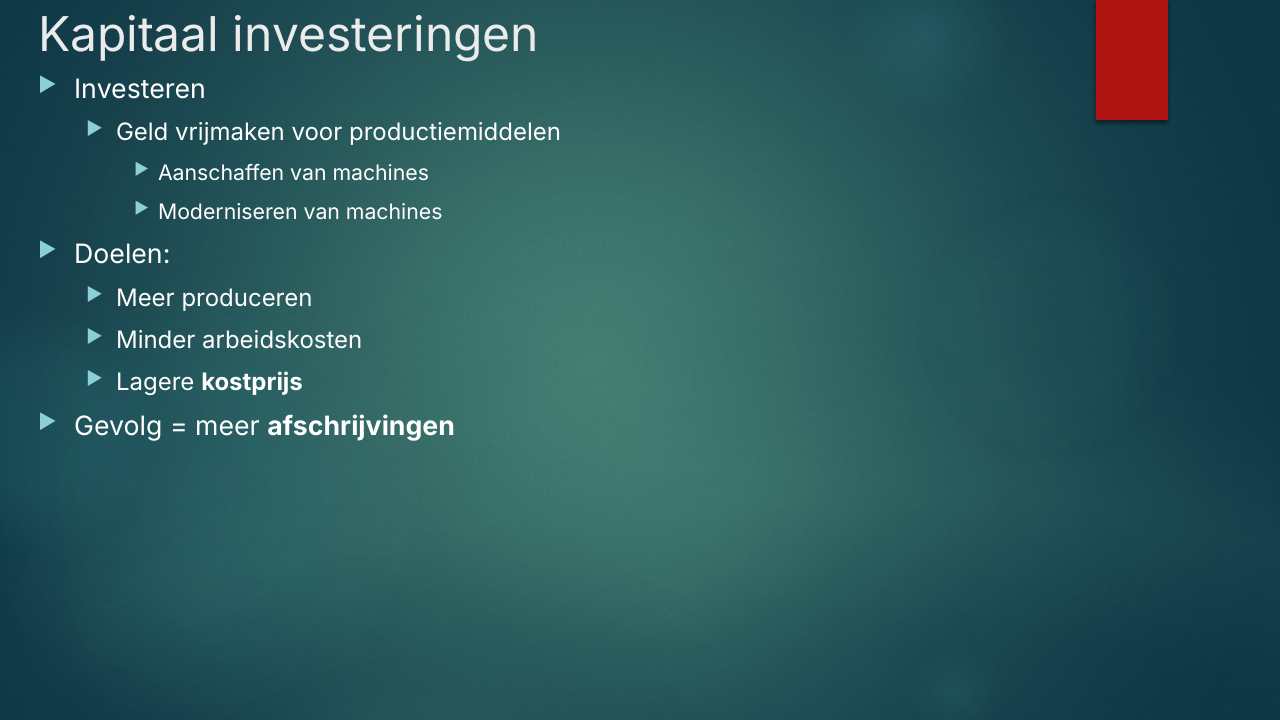 Kapitaal investeringen
Investeren
Geld vrijmaken voor productiemiddelen
Aanschaffen van machines
Moderniseren van machines
Doelen:
Meer produceren
Minder arbeidskosten
Lagere kostprijs
Gevolg = meer afschrijvingen